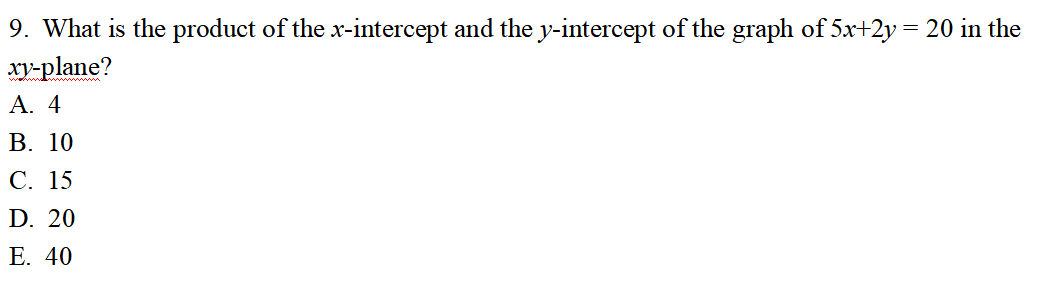 9. What is the product of the x-intercept and the y-intercept of the graph of 5x+2y = 20 in the
xy-plane?
A. 4
B. 10
C. 15
D. 20
E. 40